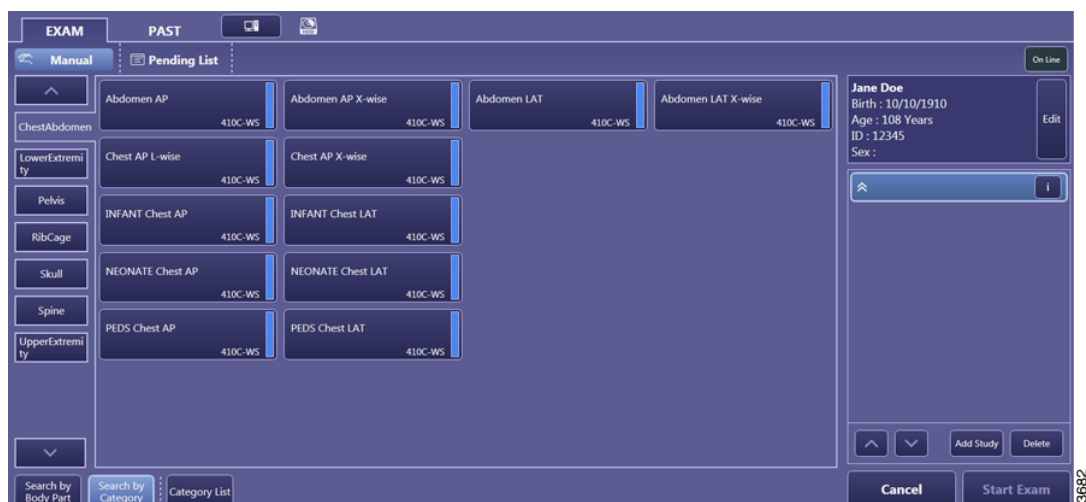 EXAM
PAST
Manual
Pending List
On Line
ChestAbdomen
LowerExtremi
ty
Pelvis
RibCage
Skull
Spine
UpperExtremi
ty
Abdomen AP
410C-WS
Abdomen AP X-wise
410C-WS
Abdomen LAT
410C-WS
Abdomen LAT X-wise
410C-WS
Chest AP L-wise
410C-WS
Chest AP X-wise
410C-WS
INFANT Chest AP
410C-WS
INFANT Chest LAT
410C-WS
NEONATE Chest AP
410C-WS
NEONATE Chest LAT
410C-WS
PEDS Chest AP
410C-WS
PEDS Chest LAT
410C-WS
Jane Doe
Birth : 10/10/1910
Age : 108 Years
ID : 12345
Sex :
Edit
i
Add Study
Delete
Search by
Body Part
Search by
Category
Category List
Cancel
Start Exam